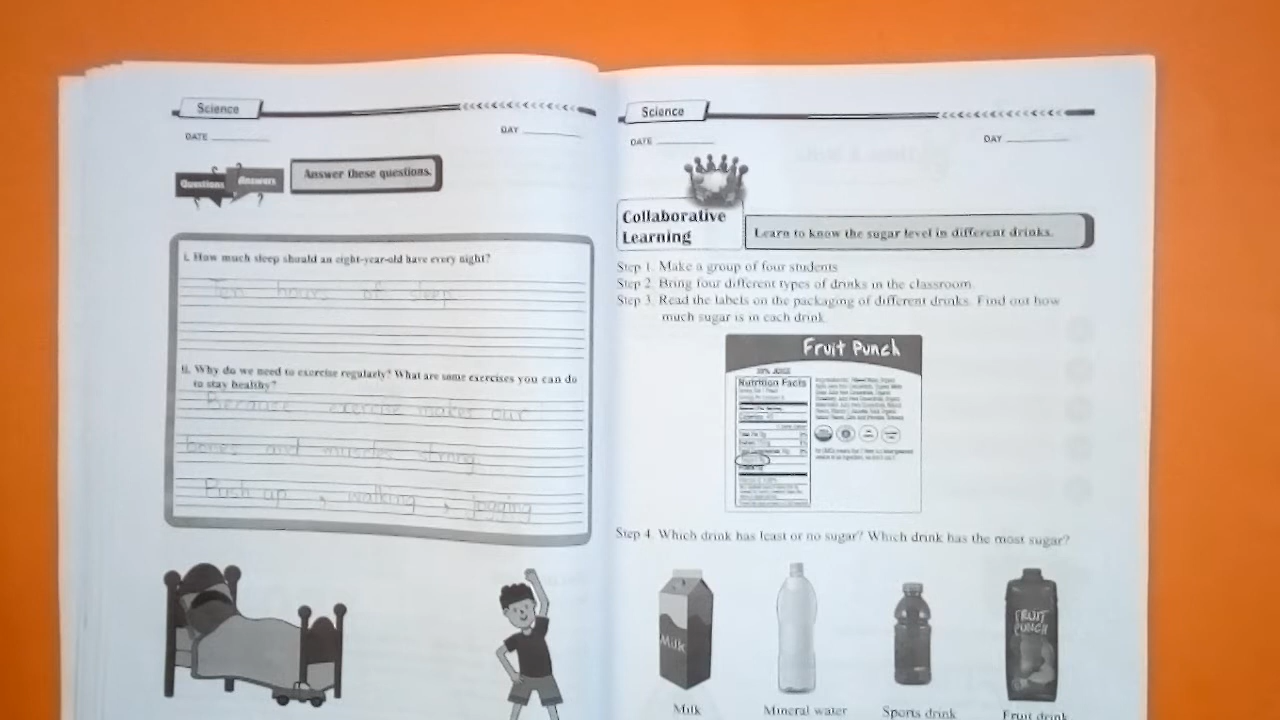 Science
DATE
DAY
Questions Answers
Answer these questions.
i. How much sleep should an eight-year-old have every night?
Ten hours of sleep
ii. Why do we need to exercise regularly? What are some exercises you can do
to stay healthy?
Because exercise makes our
bones and muscles strong
Push up , walking , jogging
Science
DATE
DAY
Collaborative
Learning
Learn to know the sugar level in different drinks.
Step 1. Make a group of four students
Step 2. Bring four different types of drinks in the classroom
Step 3. Read the labels on the packaging of different drinks. Find out how
much sugar is in each drink.
Fruit Punch
Nutrition Facts
Step 4. Which drink has least or no sugar? Which drink has the most sugar?
Milk
FRUIT
PUNCH
Milk
Mineral water
Sports drink
Fruit drink